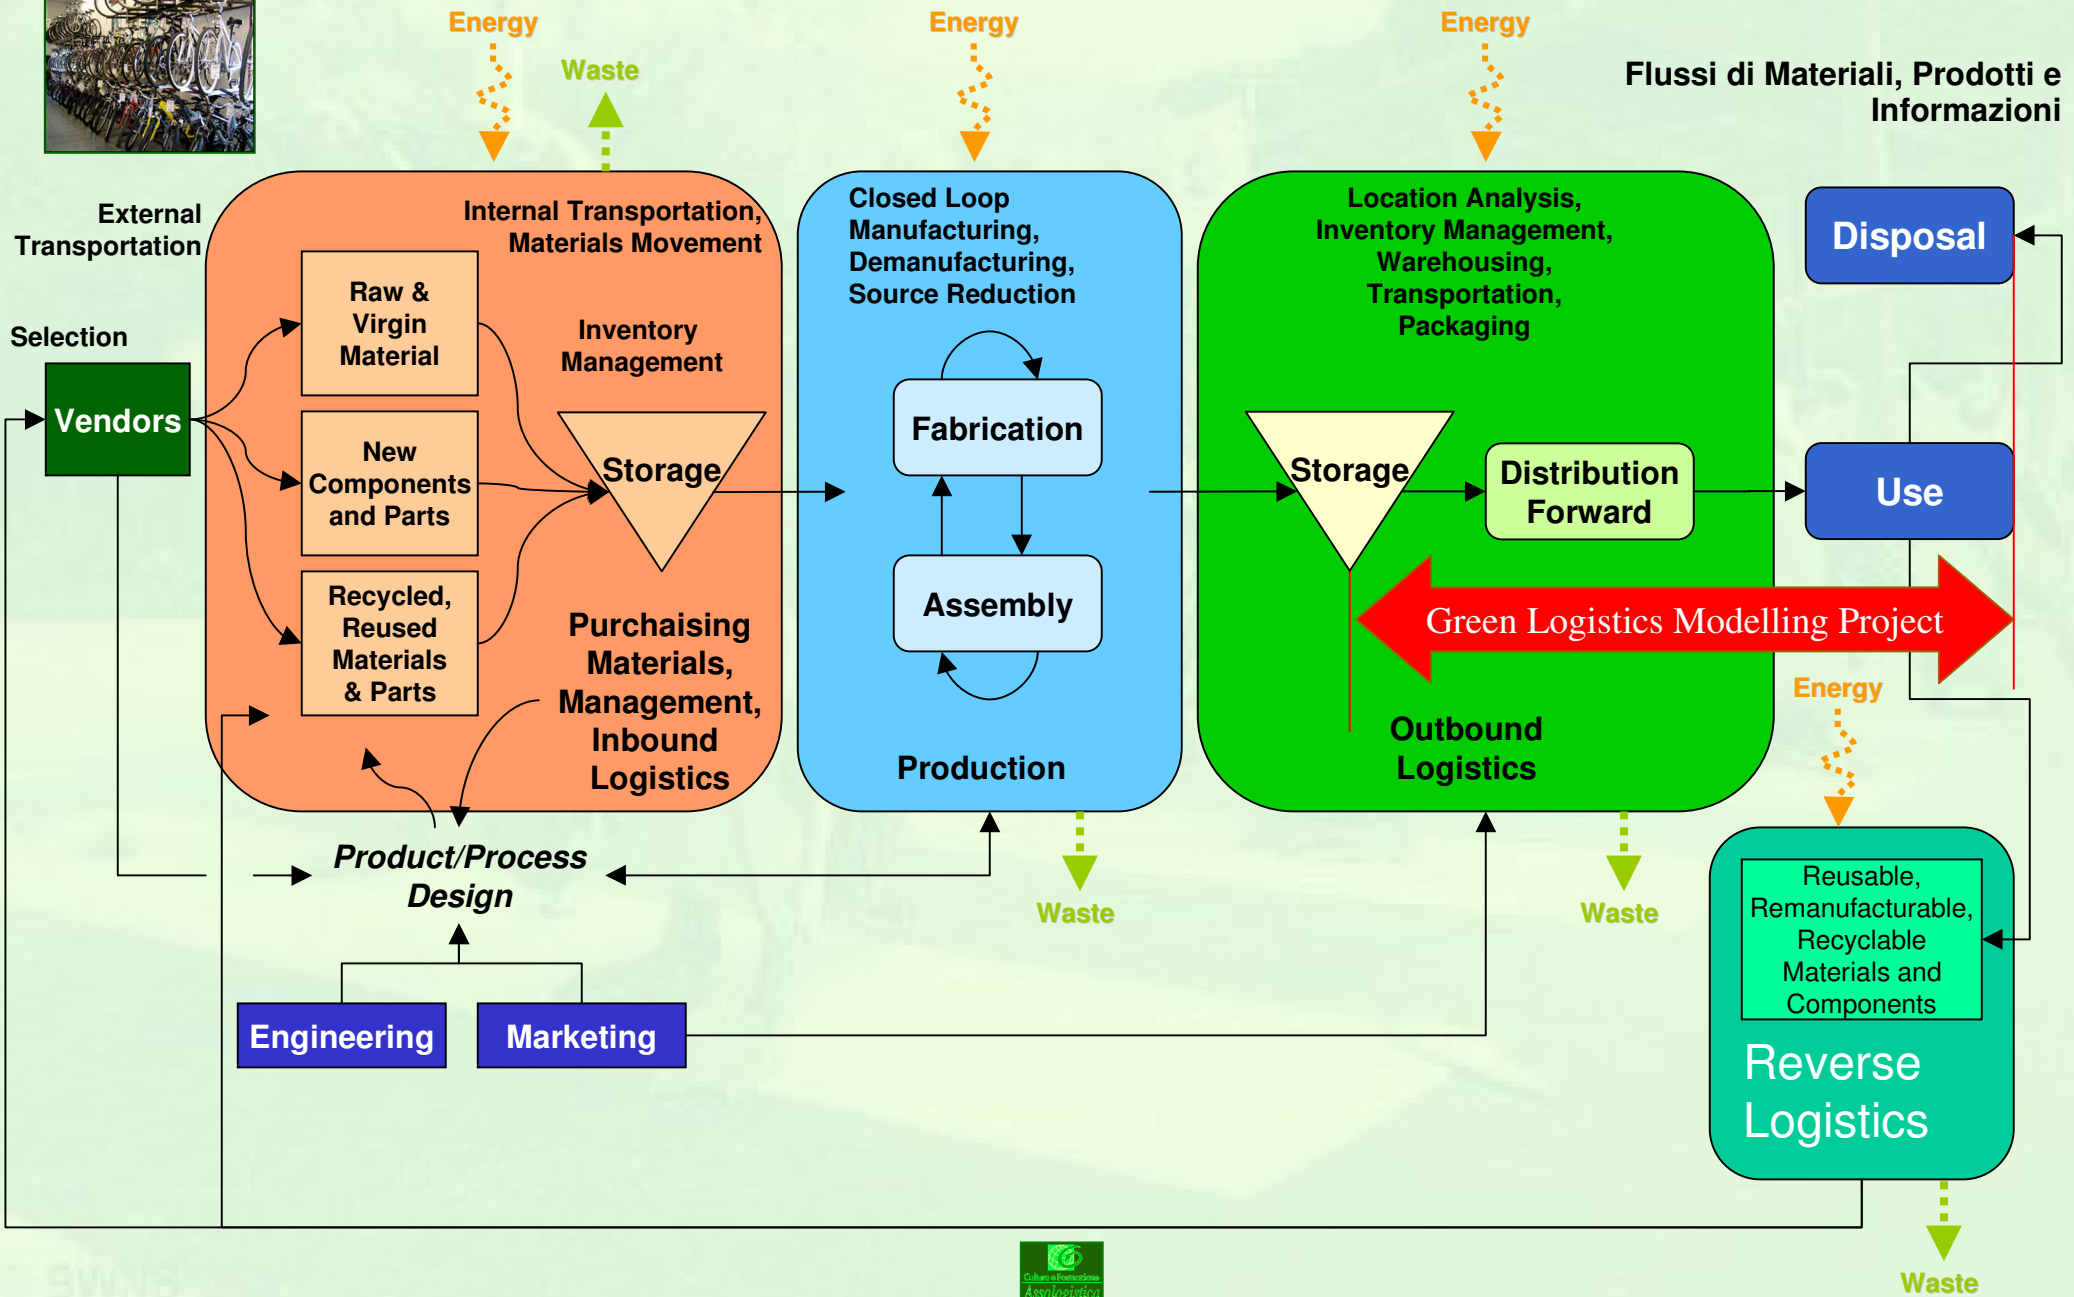 Energy
Energy
Energy
Waste
Flussi di Materiali, Prodotti e
Informazioni
External
Transportation
Internal Transportation,
Materials Movement
Closed Loop
Manufacturing,
Demanufacturing,
Source Reduction
Location Analysis,
Inventory Management,
Warehousing,
Transportation,
Packaging
Disposal
Selection
Vendors
Raw &
Virgin
Material
Inventory
Management
New
Components
and Parts
Storage
Recycled,
Reused
Materials
& Parts
Purchaising
Materials,
Management,
Inbound
Logistics
Fabrication
Assembly
Production
Storage
Distribution
Forward
Use
Green Logistics Modelling Project
Outbound
Logistics
Energy
Product/Process
Design
Waste
Waste
Engineering
Marketing
Reusable,
Remanufacturable,
Recyclable
Materials and
Components
Reverse
Logistics
Waste
Cultura e Formazione
Assologistica